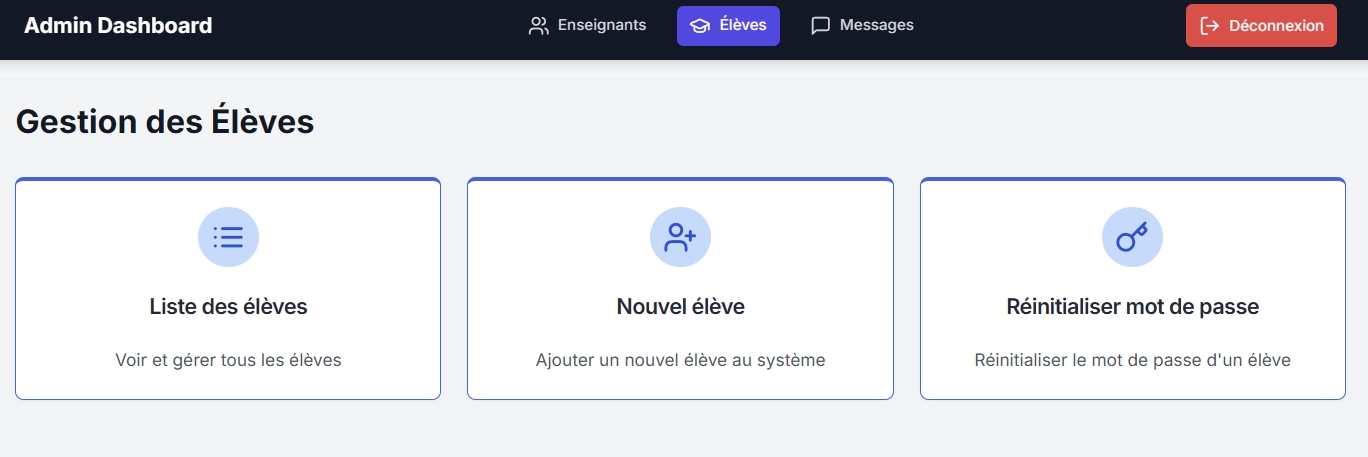 Admin Dashboard
Enseignants
Élèves
Messages
Déconnexion
Gestion des Élèves
Liste des élèves
Voir et gérer tous les élèves
Nouvel élève
Ajouter un nouvel élève au système
Réinitialiser mot de passe
Réinitialiser le mot de passe d'un élève